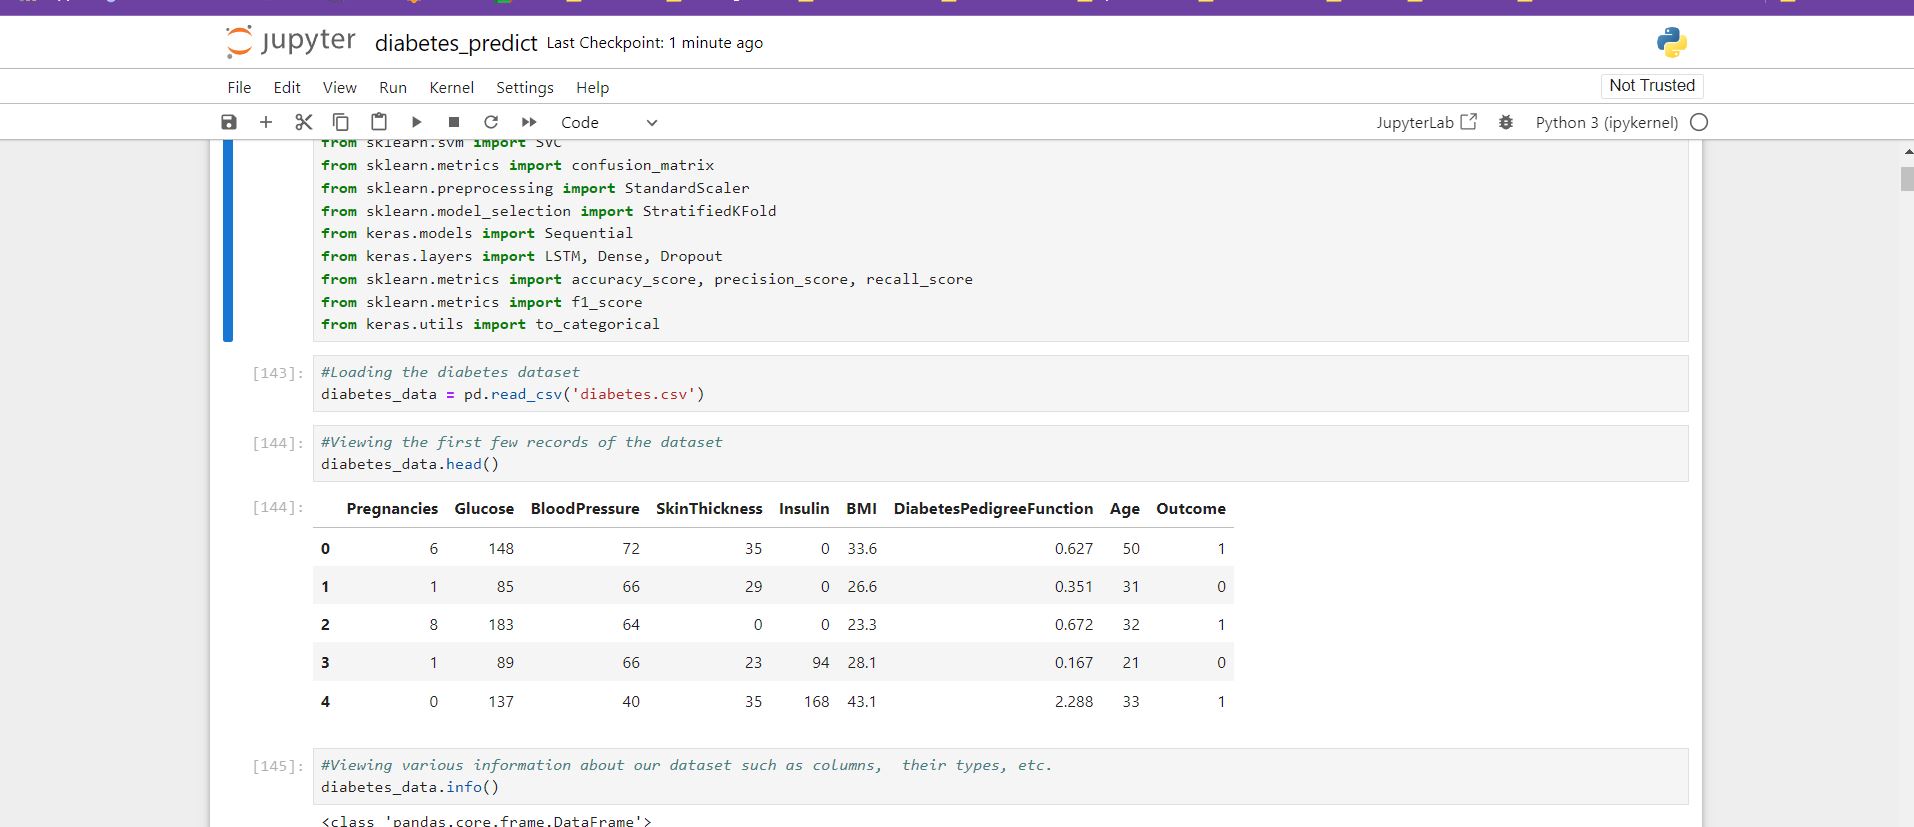 jupyter diabetes_predict Last Checkpoint: 1 minute ago
File Edit View Run Kernel Settings Help Not Trusted
Code JupyterLab Python 3 (ipykernel)
from sklearn.svm import SVC
from sklearn.metrics import confusion_matrix
from sklearn.preprocessing import StandardScaler
from sklearn.model_selection import StratifiedKFold
from keras.models import Sequential
from keras.layers import LSTM, Dense, Dropout
from sklearn.metrics import accuracy_score, precision_score, recall_score
from sklearn.metrics import f1_score
from keras.utils import to_categorical
[143]: #Loading the diabetes dataset
diabetes_data = pd.read_csv('diabetes.csv')
[144]: #Viewing the first few records of the dataset
diabetes_data.head()
[144]: Pregnancies Glucose BloodPressure SkinThickness Insulin BMI DiabetesPedigreeFunction Age Outcome
0 6 148 72 35 0 33.6 0.627 50 1
1 1 85 66 29 0 26.6 0.351 31 0
2 8 183 64 0 0 23.3 0.672 32 1
3 1 89 66 23 94 28.1 0.167 21 0
4 0 137 40 35 168 43.1 2.288 33 1
[145]: #Viewing various information about our dataset such as columns,  their types, etc.
diabetes_data.info()
<class 'pandas.core.frame.DataFrame'>